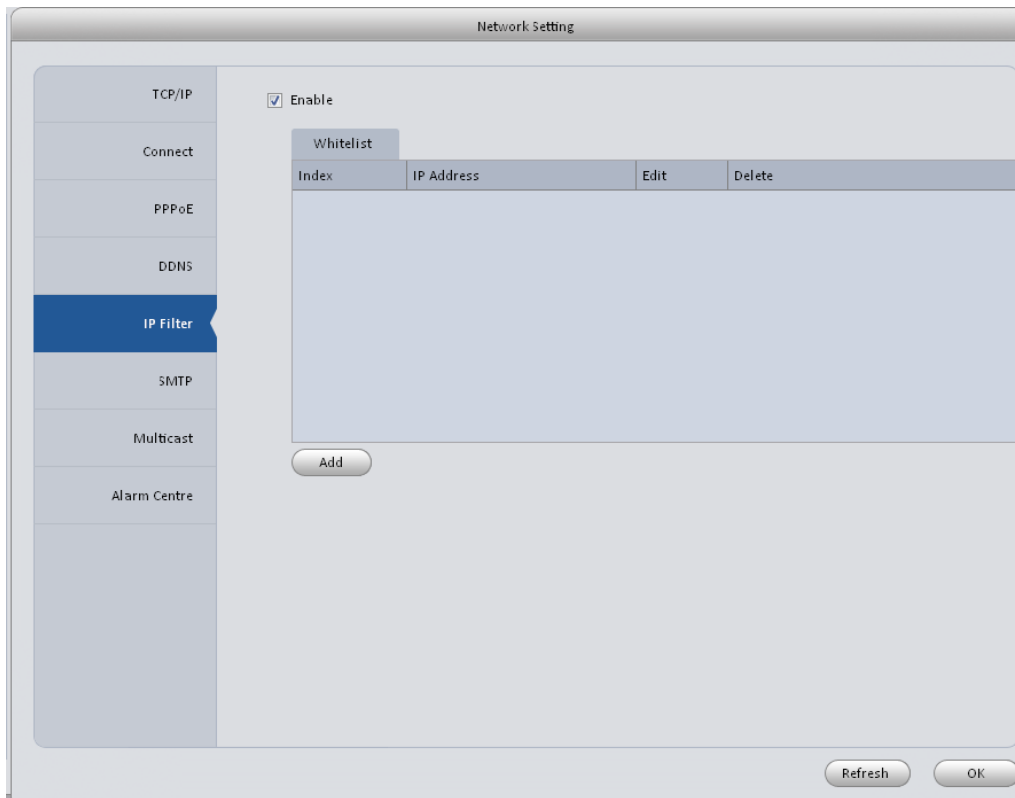 Network Setting
TCP/IP
Connect
PPPoE
DDNS
IP Filter
SMTP
Multicast
Alarm Centre
Enable
Whitelist
Index IP Address Edit Delete
Add
Refresh OK